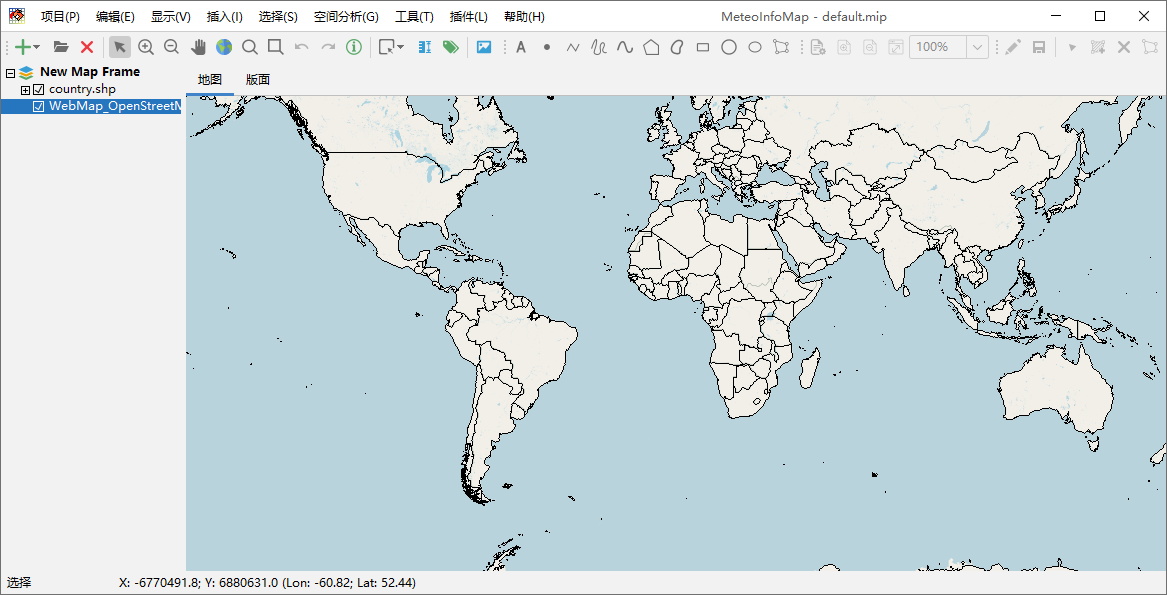 MeteoInfoMap - default.mip
项目(P) 编辑(E) 显示(V) 插入(I) 选择(S) 空间分析(G) 工具(T) 插件(L) 帮助(H)
A 100%
New Map Frame
country.shp
WebMap_OpenStreetM
地图 版面
选择 X: -6770491.8; Y: 6880631.0 (Lon: -60.82; Lat: 52.44)